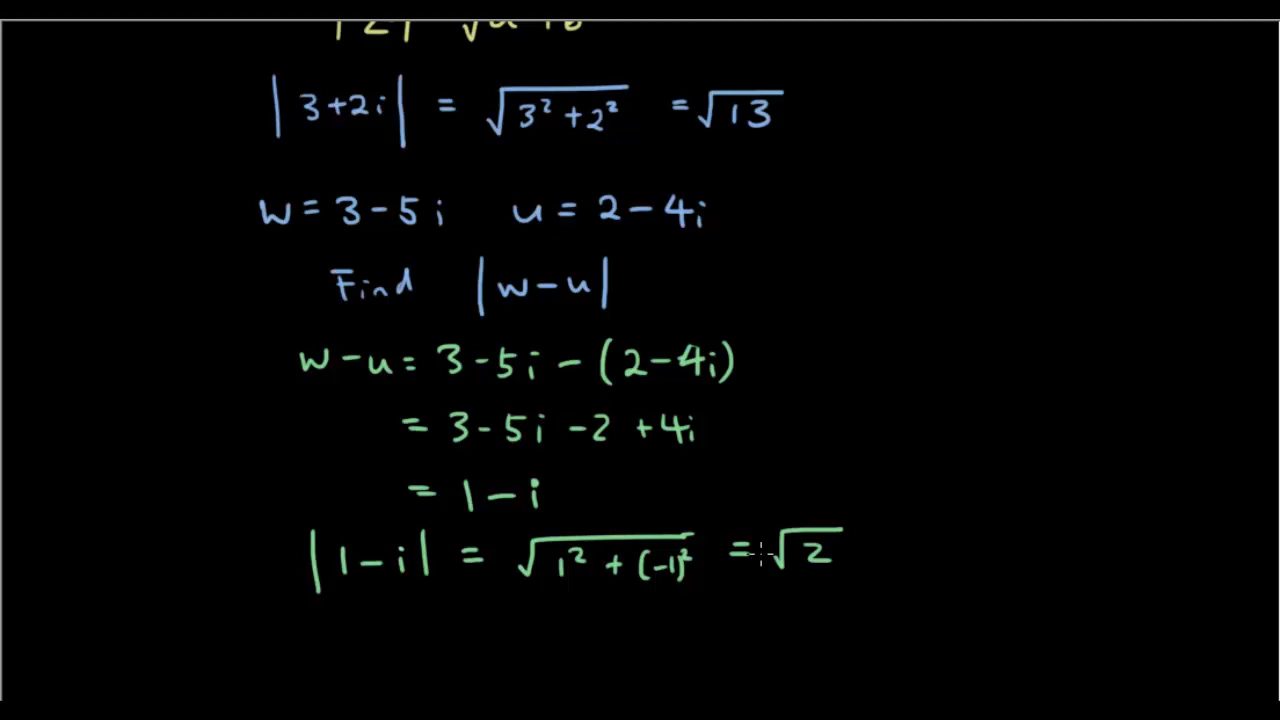 |3+2i| = √3²+2² = √13
w = 3-5i u = 2-4i
Find |w-u|
w-u = 3-5i-(2-4i)
= 3-5i-2+4i
= 1-i
|1-i| = √1²+(-1)² = √2